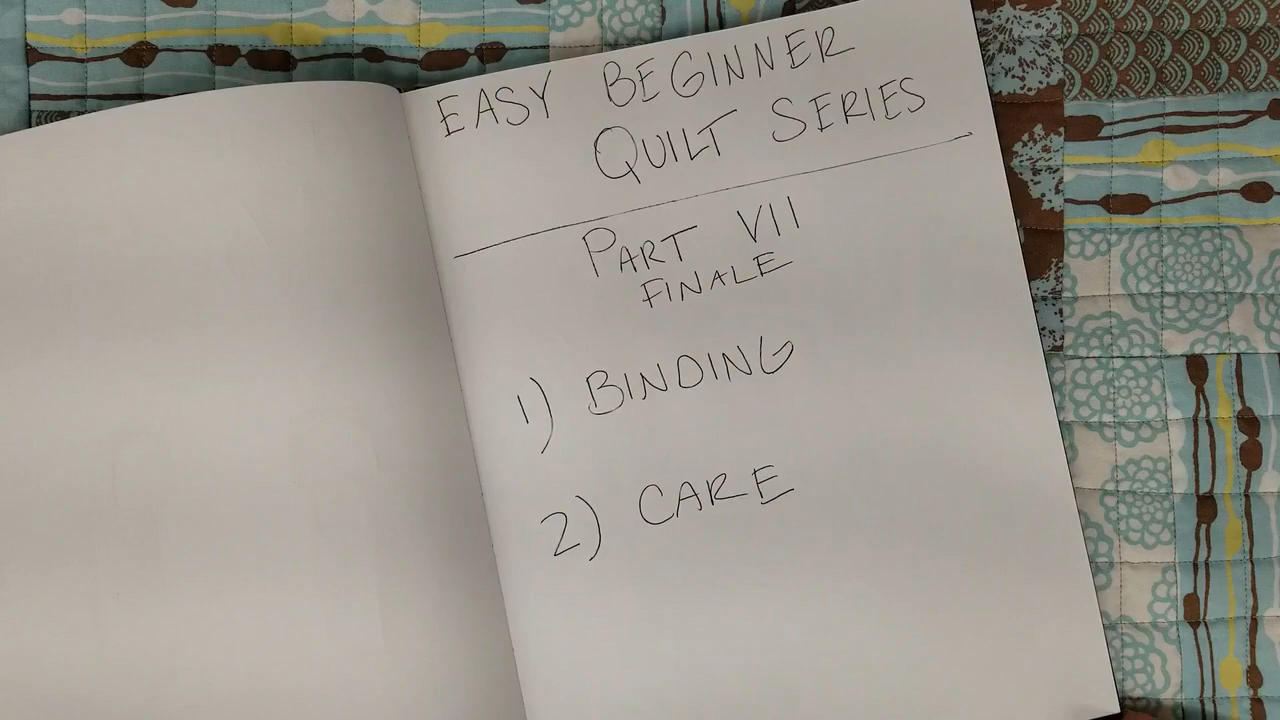 EASY BEGINNER
QUILT SERIES
PART VII
FINALE
1) BINDING
2) CARE